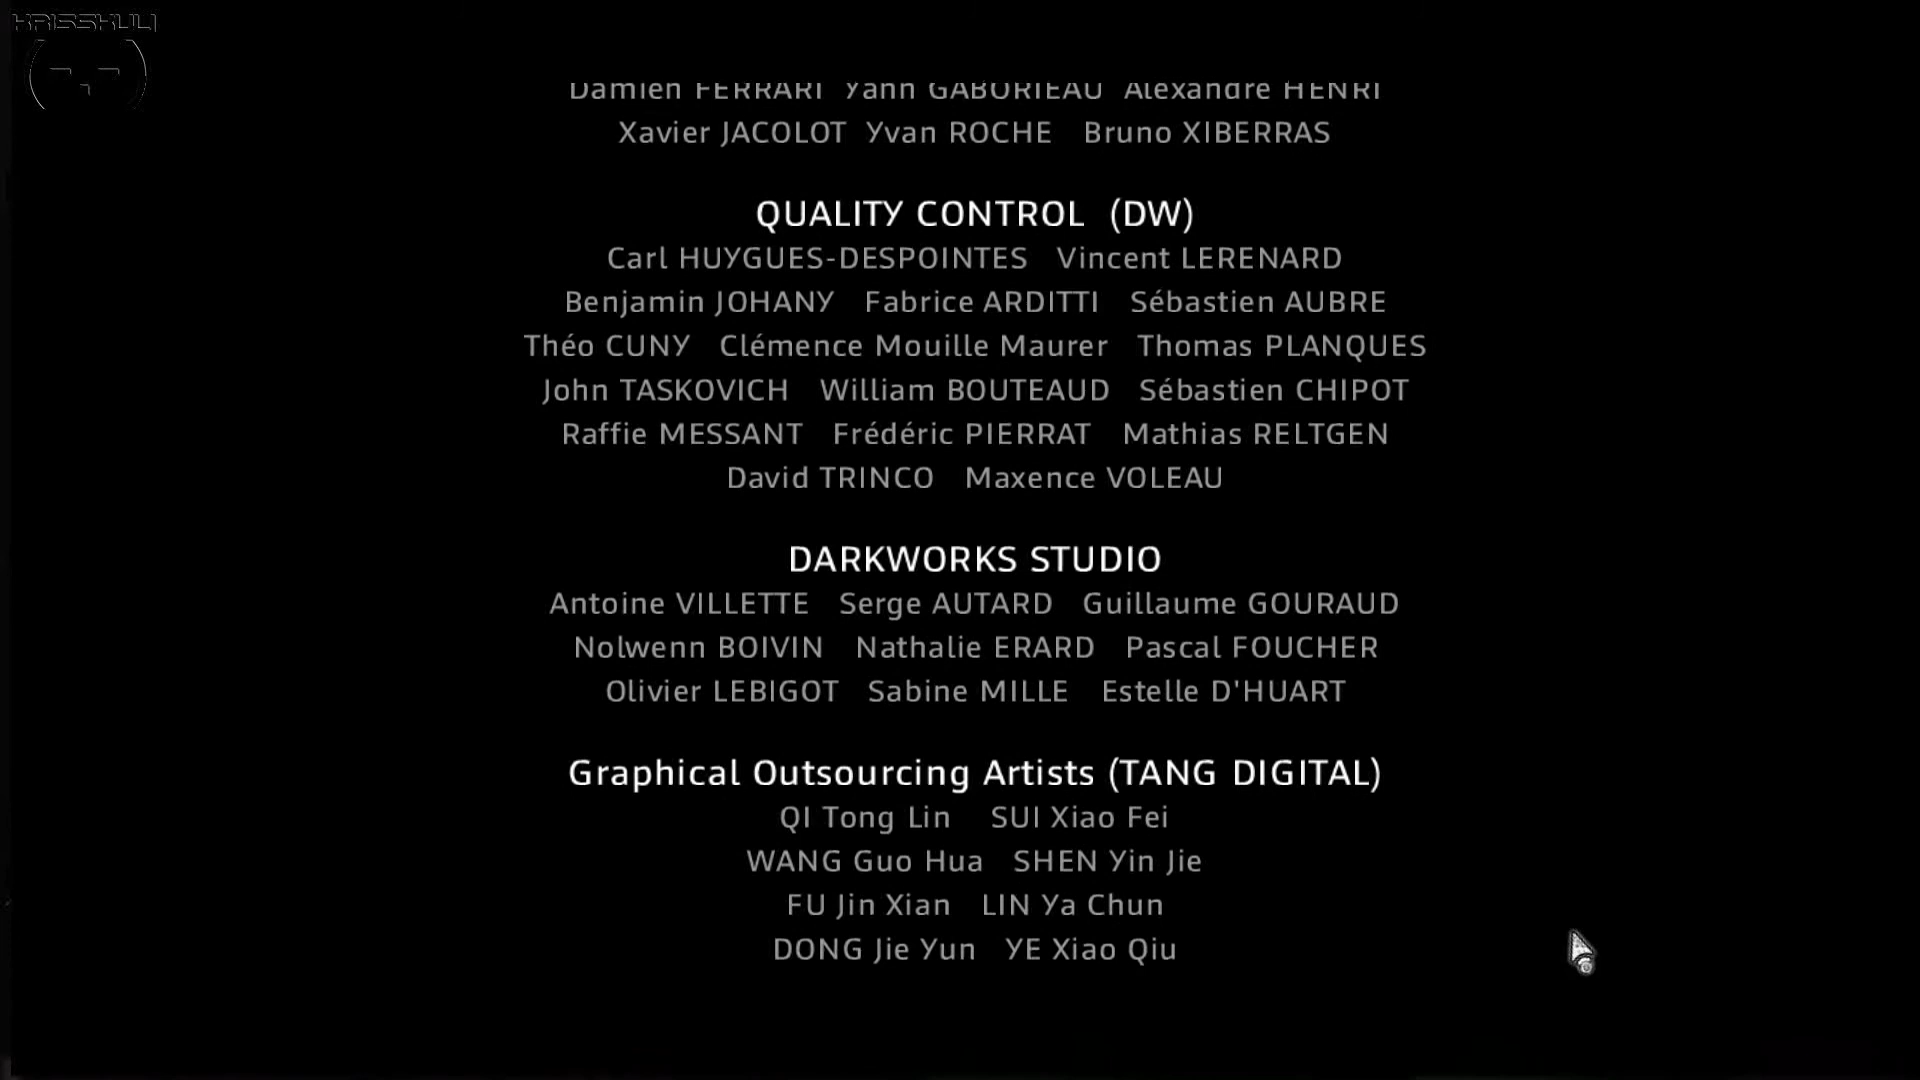 KRISSKULI
Damien FERRARI Yann GABORIEAU Alexandre HENRI
Xavier JACOLOT Yvan ROCHE Bruno XIBERRAS
QUALITY CONTROL (DW)
Carl HUYGUES-DESPOINTES Vincent LERENARD
Benjamin JOHANY Fabrice ARDITTI Sébastien AUBRE
Théo CUNY Clémence Mouille Maurer Thomas PLANQUES
John TASKOVICH William BOUTEAUD Sébastien CHIPOT
Raffie MESSANT Frédéric PIERRAT Mathias RELTGEN
David TRINCO Maxence VOLEAU
DARKWORKS STUDIO
Antoine VILLETTE Serge AUTARD Guillaume GOURAUD
Nolwenn BOIVIN Nathalie ERARD Pascal FOUCHER
Olivier LEBIGOT Sabine MILLE Estelle D'HUART
Graphical Outsourcing Artists (TANG DIGITAL)
QI Tong Lin SUI Xiao Fei
WANG Guo Hua SHEN Yin Jie
FU Jin Xian LIN Ya Chun
DONG Jie Yun YE Xiao Qiu